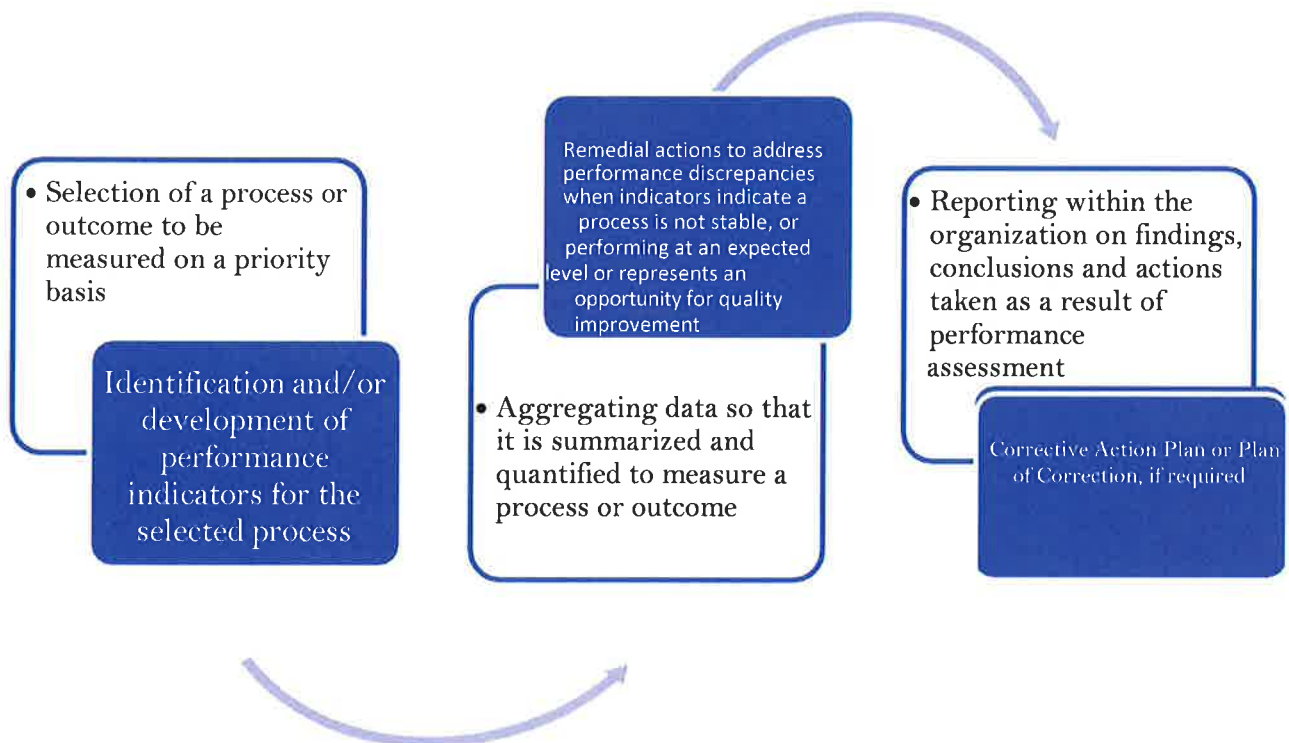 • Selection of a process or
outcome to be
measured on a priority
basis
Identification and/or
development of
performance
indicators for the
selected process
Remedial actions to address
performance discrepancies
when indicators indicate a
process is not stable, or
performing at an expected
level or represents an
opportunity for quality
improvement
• Aggregating data so that
it is summarized and
quantified to measure a
process or outcome
• Reporting within the
organization on findings,
conclusions and actions
taken as a result of
performance
assessment
Corrective Action Plan or Plan
of Correction, if required